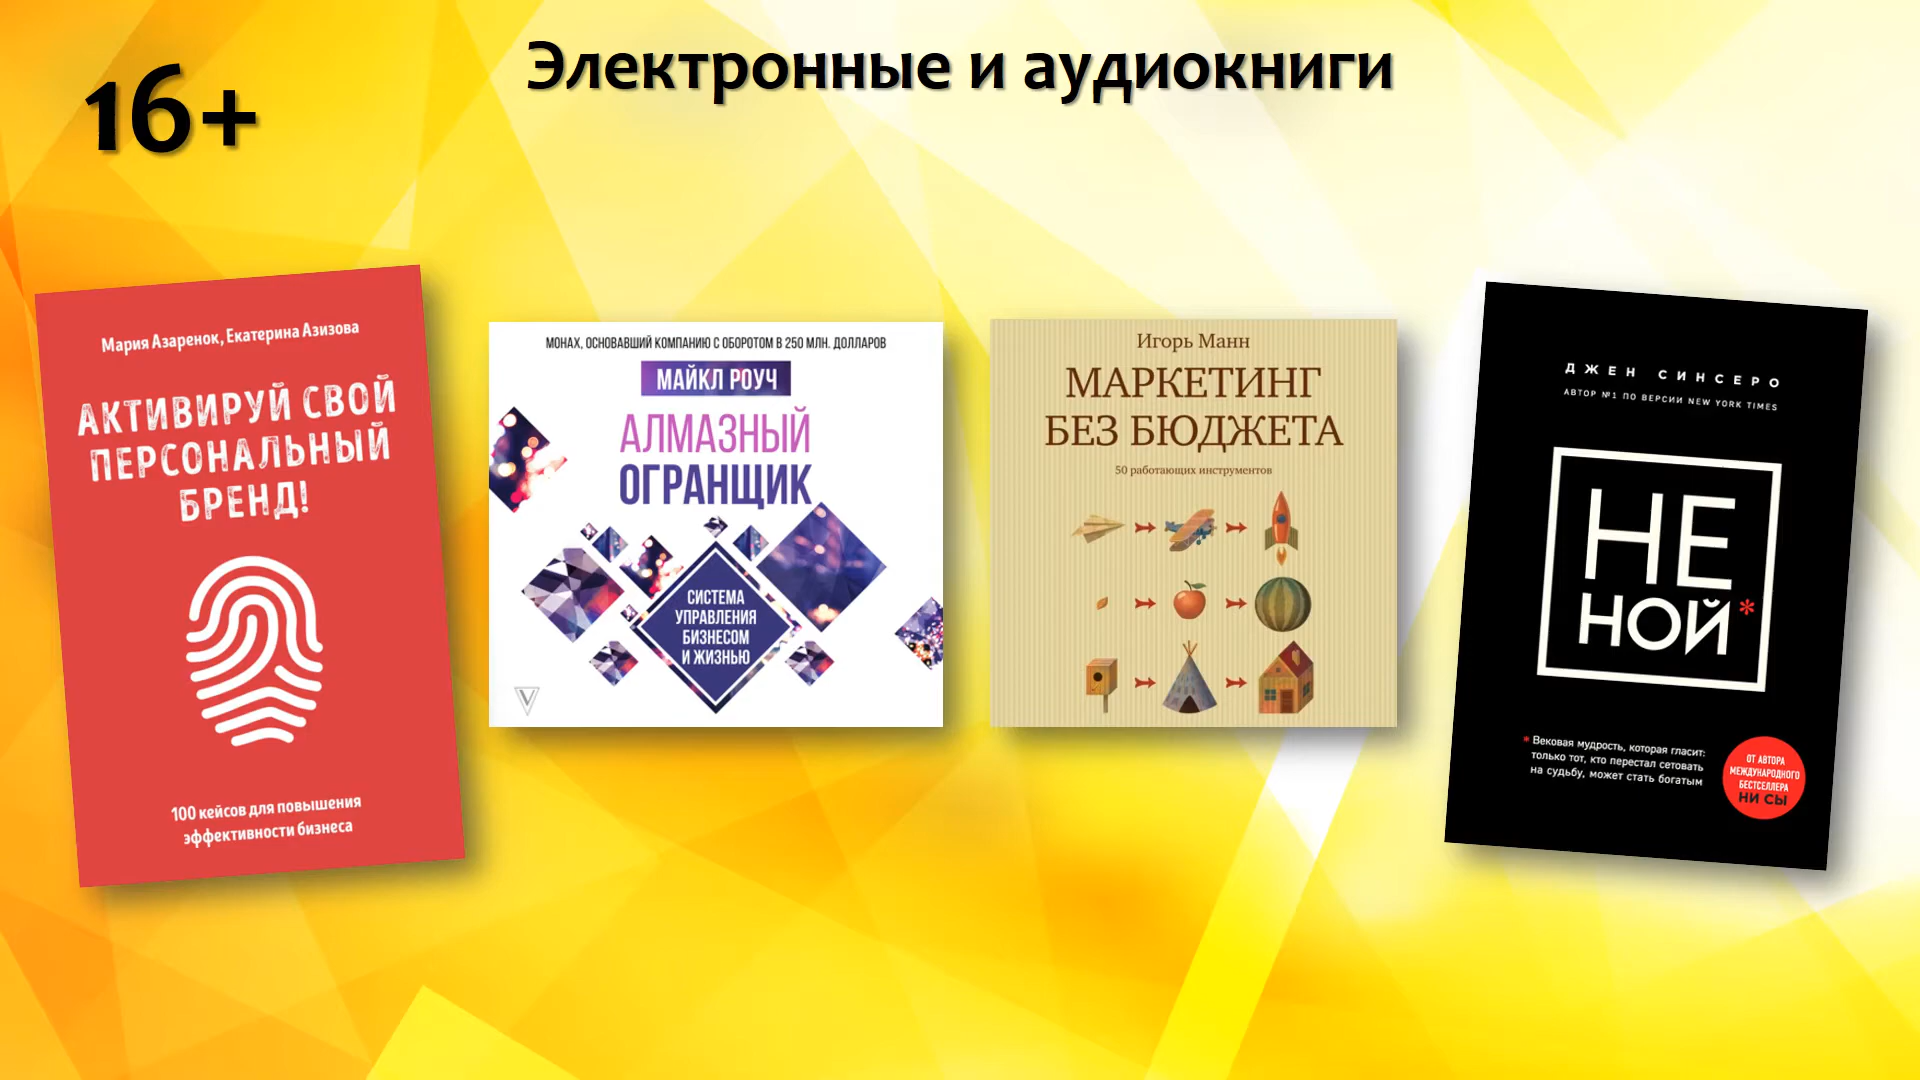 Электронные и аудиокниги
16+
Мария Азаренок, Екатерина Азизова
АКТИВИРУЙ СВОЙ
ПЕРСОНАЛЬНЫЙ
БРЕНД!
100 кейсов для повышения
эффективности бизнеса
МОНАХ, ОСНОВАВШИЙ КОМПАНИЮ С ОБОРОТОМ В 250 МЛН. ДОЛЛАРОВ
МАЙКЛ РОУЧ
АЛМАЗНЫЙ
ОГРАНЩИК
СИСТЕМА
УПРАВЛЕНИЯ
БИЗНЕСОМ
И ЖИЗНЬЮ
V
Игорь Манн
МАРКЕТИНГ
БЕЗ БЮДЖЕТА
50 работающих инструментов
ДЖЕН СИНСЕРО
АВТОР №1 ПО ВЕРСИИ NEW YORK TIMES
НЕ
НОЙ*
* Вековая мудрость, которая гласит:
только тот, кто перестал сетовать
на судьбу, может стать богатым
ОТ АВТОРА
МЕЖДУНАРОДНОГО
БЕСТСЕЛЛЕРА
НИ СЫ